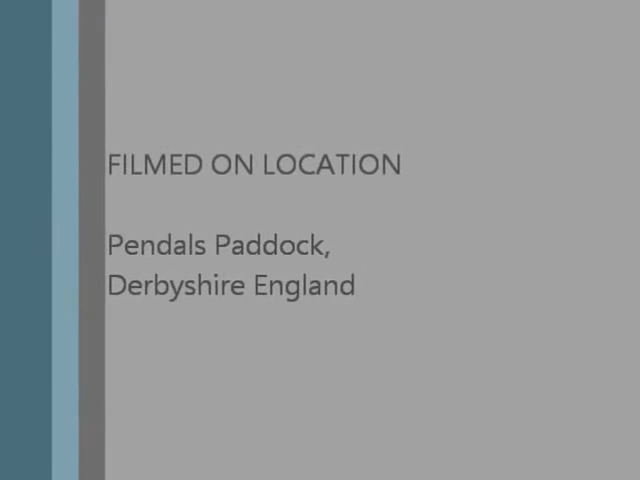 FILMED ON LOCATION
Pendals Paddock,
Derbyshire England